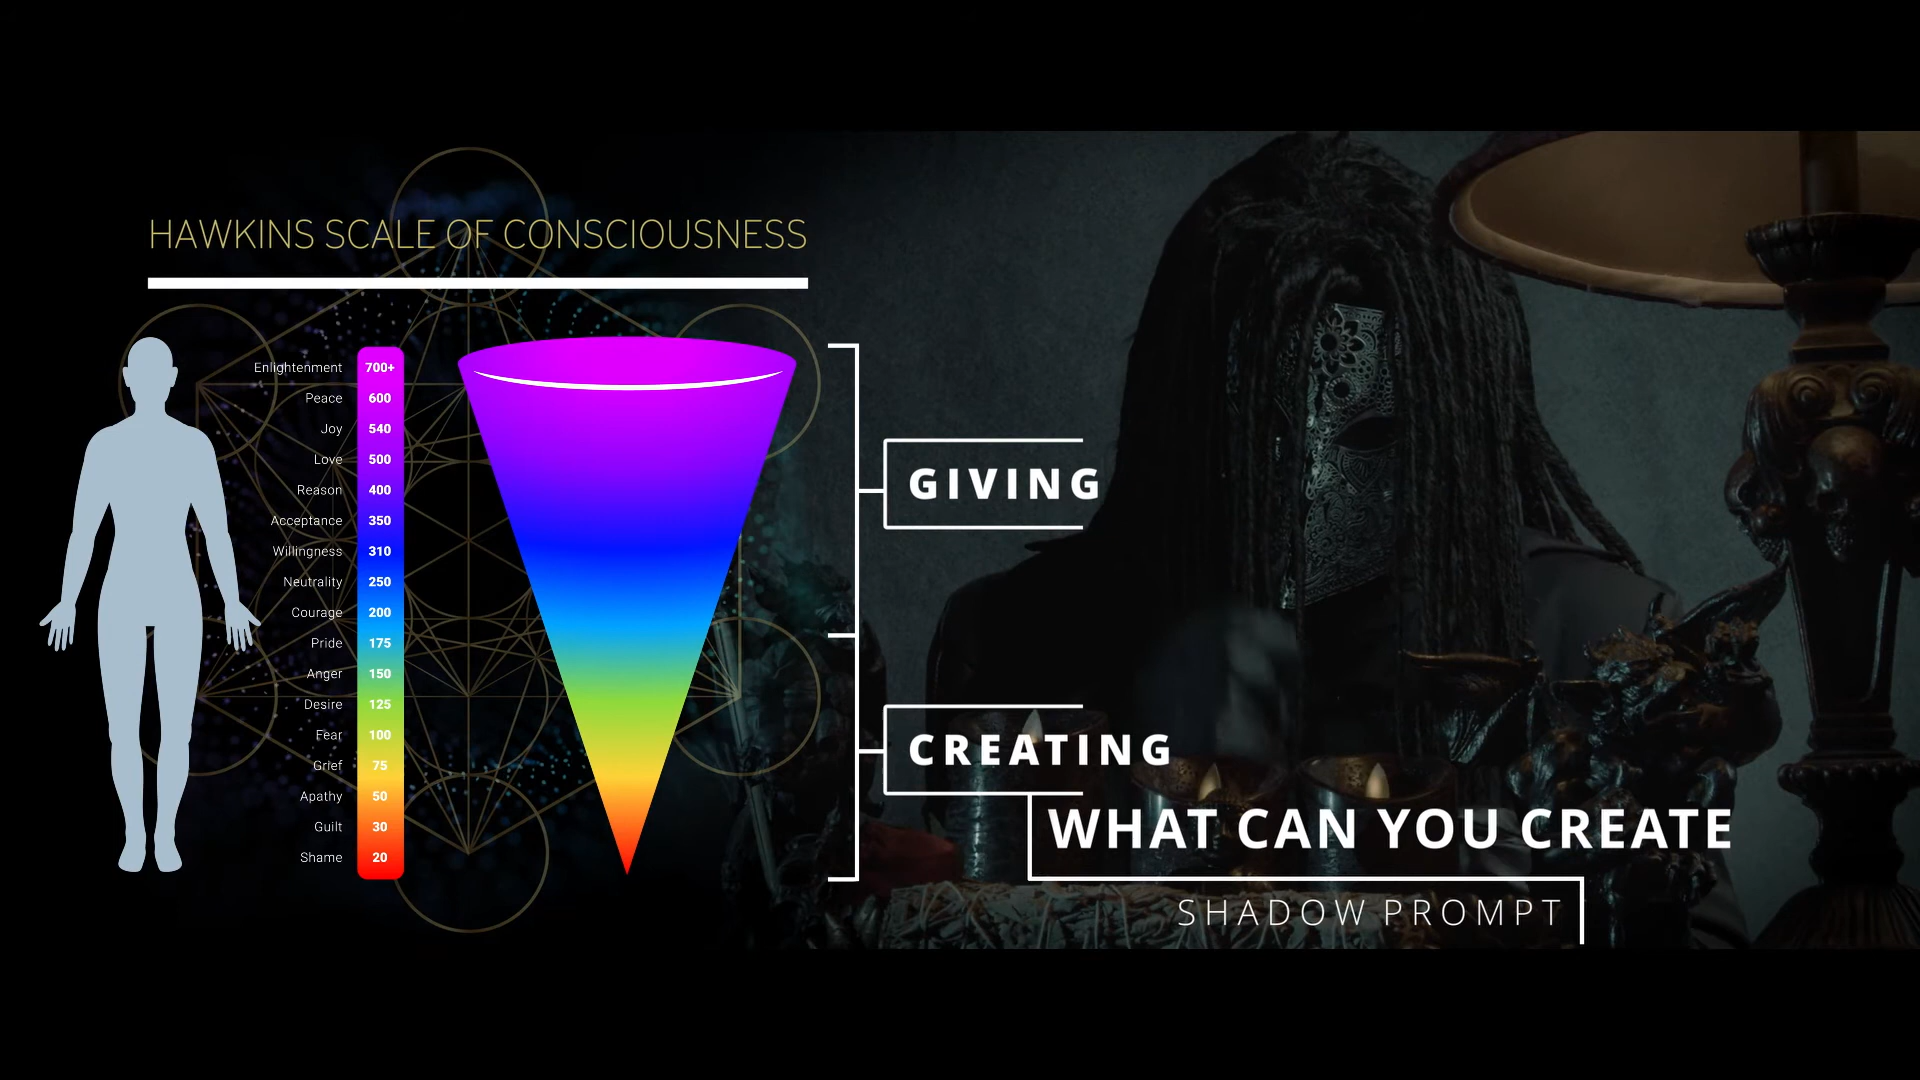 HAWKINS SCALE OF CONSCIOUSNESS
Enlightenment 700+
Peace 600
Joy 540
Love 500
Reason 400
Acceptance 350
Willingness 310
Neutrality 250
Courage 200
Pride 175
Anger 150
Desire 125
Fear 100
Grief 75
Apathy 50
Guilt 30
Shame 20
GIVING
CREATING
WHAT CAN YOU CREATE
SHADOW PROMPT